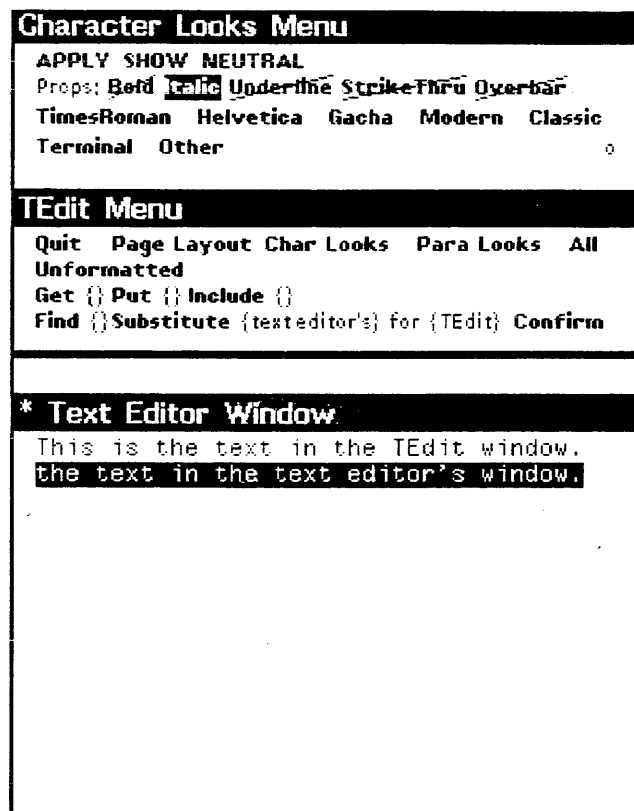 Character Looks Menu
APPLY SHOW NEUTRAL
Props: Bold Italic Underline StrikeThru Overbar
TimesRoman Helvetica Gacha Modern Classic
Terminal Other
TEdit Menu
Quit Page Layout Char Looks Para Looks All
Unformatted
Get {} Put {} Include {}
Find {} Substitute {text editor's} for {TEdit} Confirm
* Text Editor Window
This is the text in the TEdit window.
the text in the text editor's window.